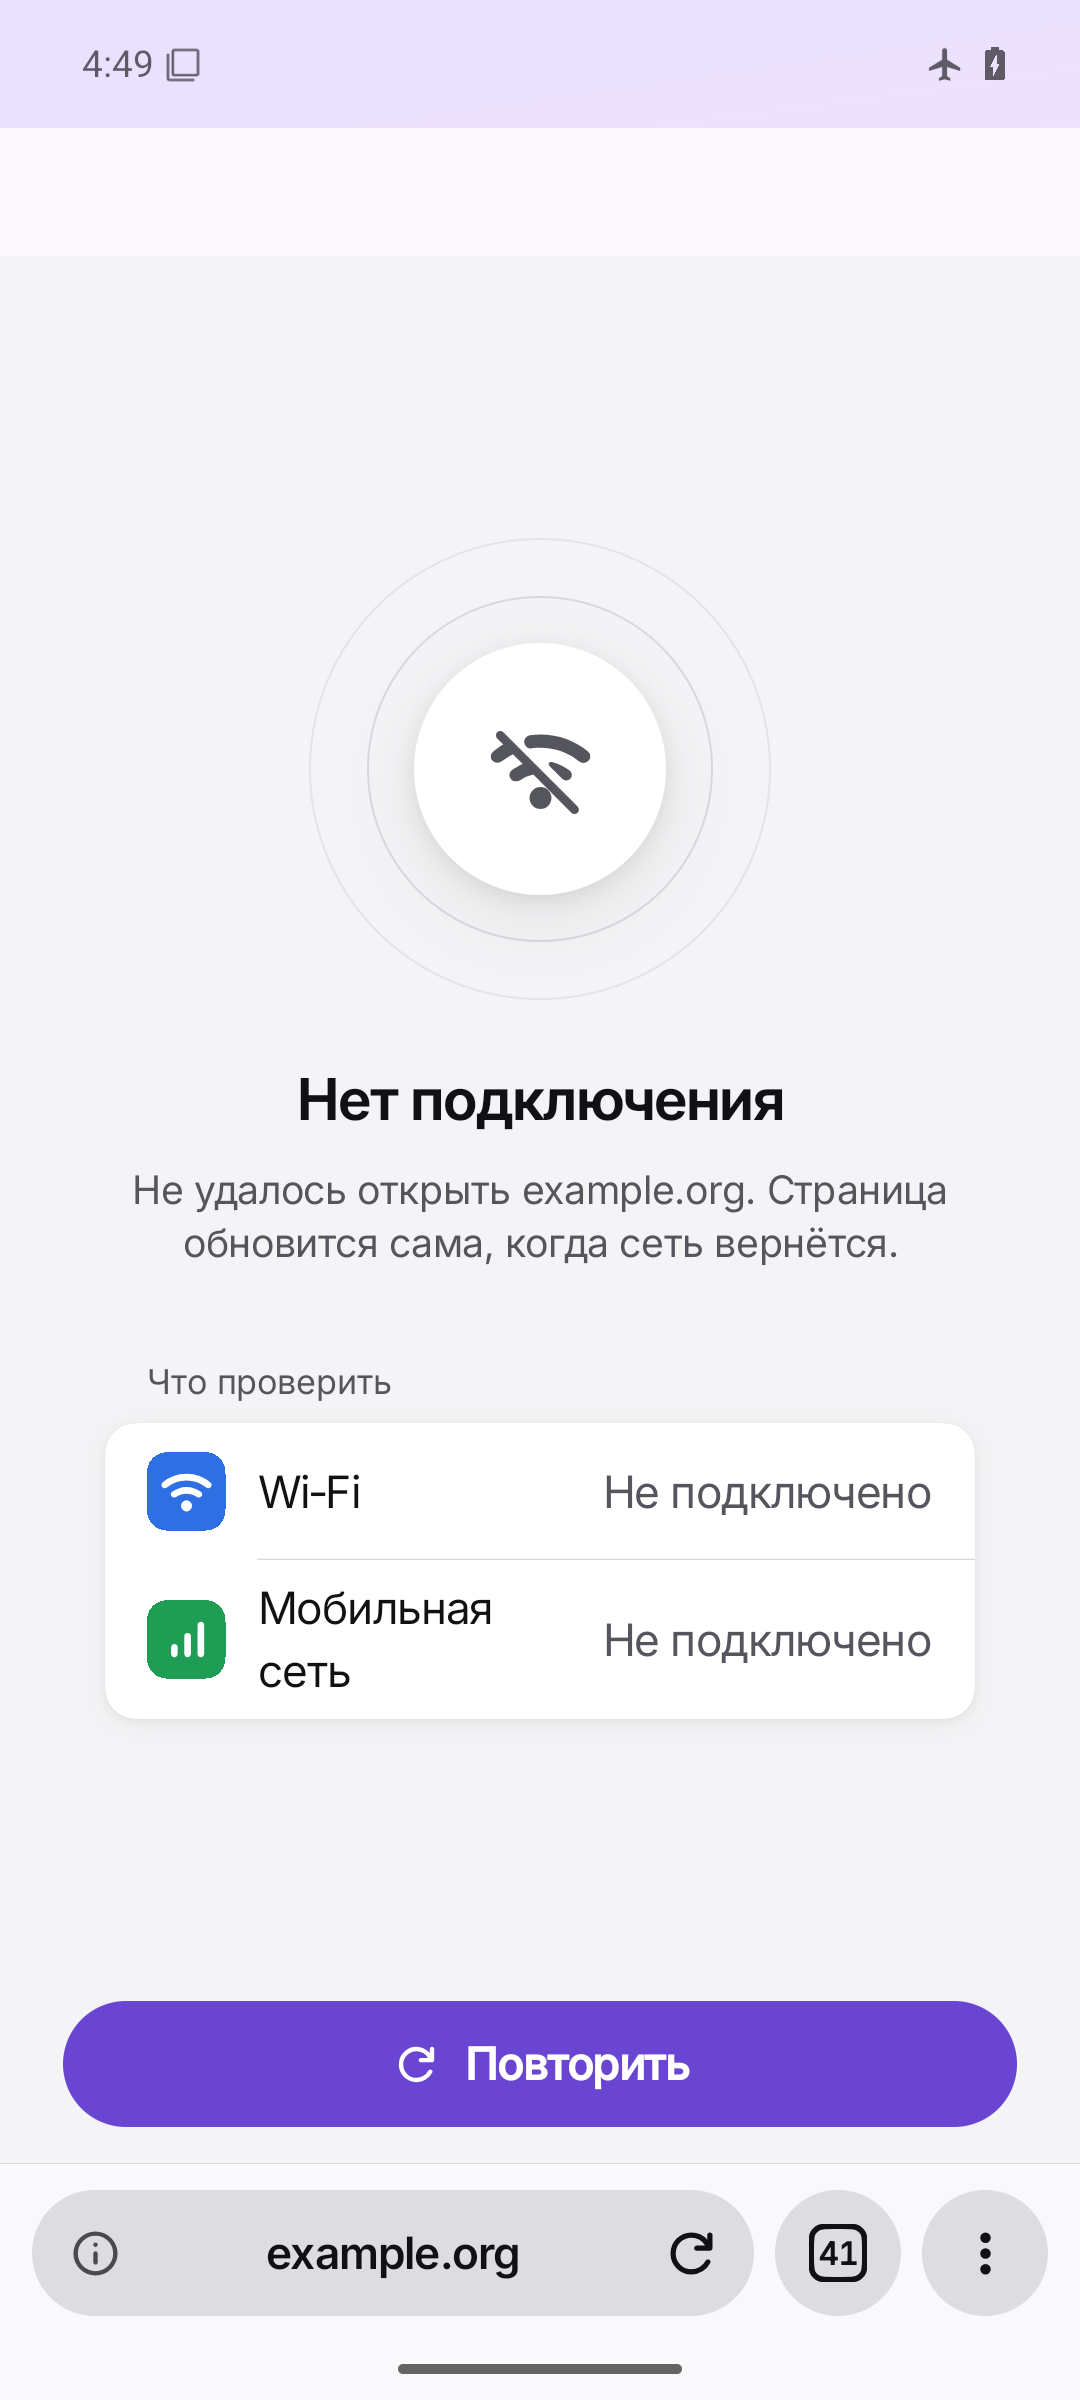 4:49
Нет подключения
Не удалось открыть example.org. Страница
обновится сама, когда сеть вернётся.
Что проверить
Wi-Fi
Не подключено
Мобильная
сеть
Не подключено
Повторить
example.org
41